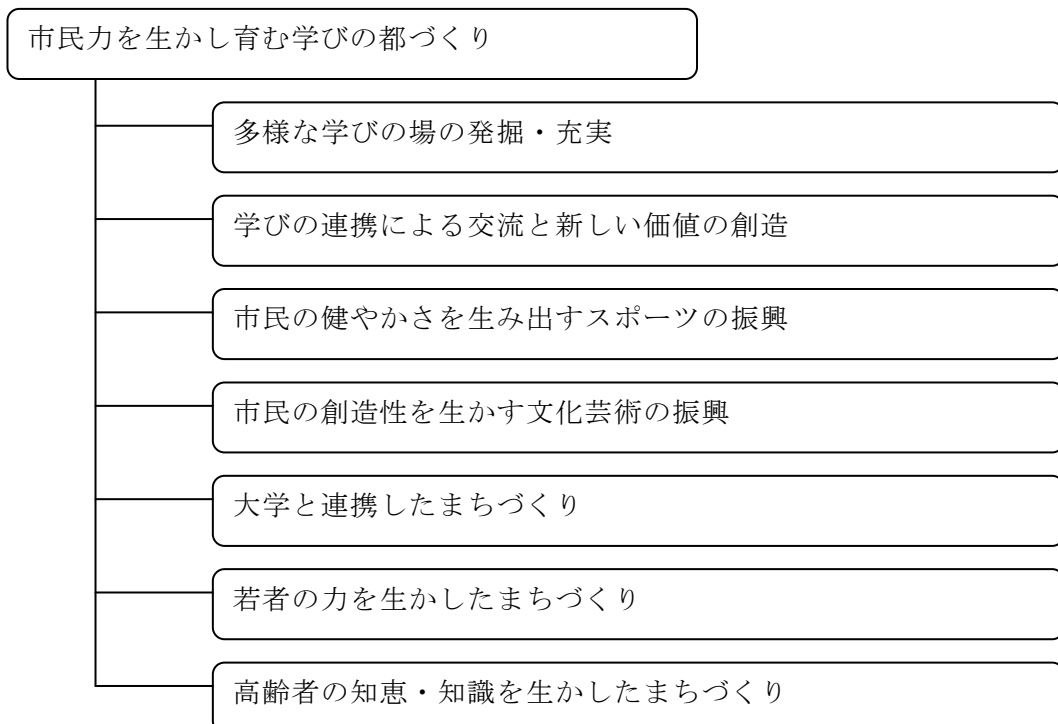 市民力を生かし育む学びの都づくり
多様な学びの場の発掘・充実
学びの連携による交流と新しい価値の創造
市民の健やかさを生み出すスポーツの振興
市民の創造性を生かす文化芸術の振興
大学と連携したまちづくり
若者の力を生かしたまちづくり
高齢者の知恵・知識を生かしたまちづくり